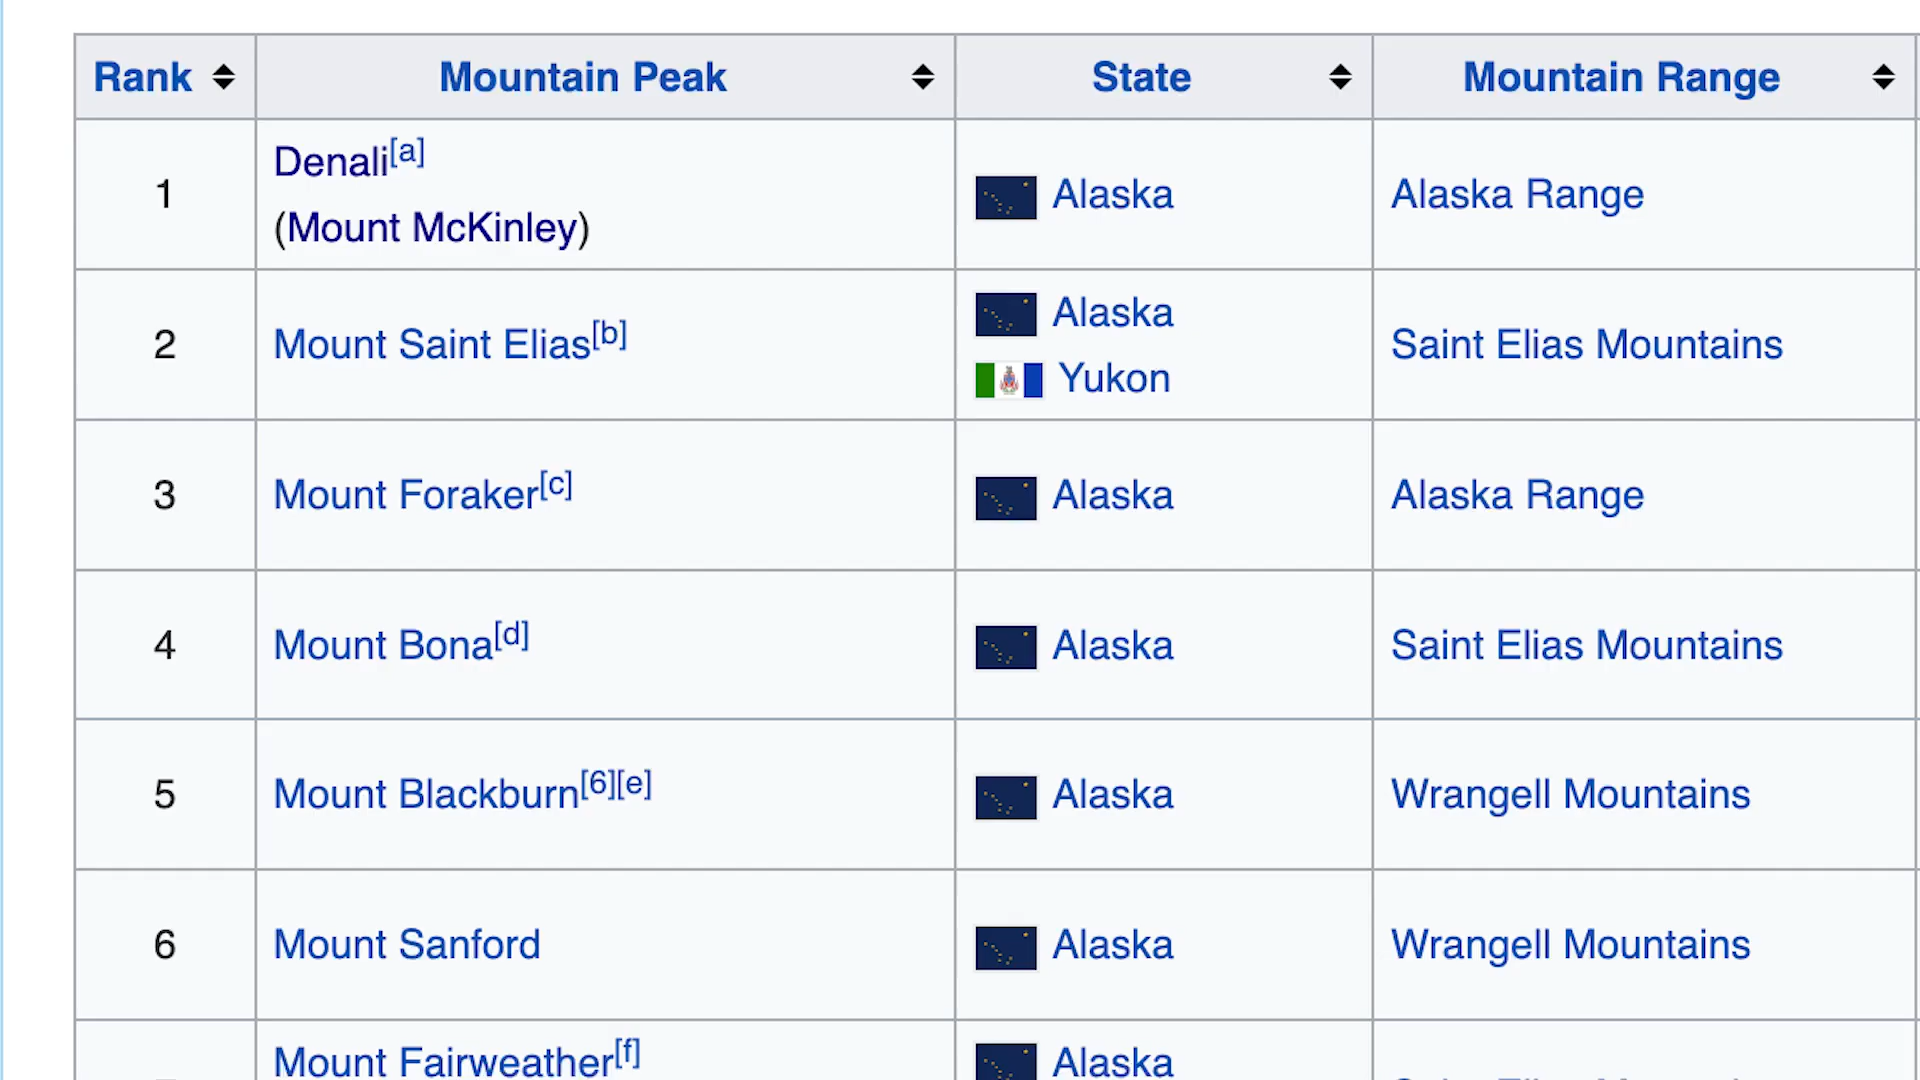 Rank Mountain Peak State Mountain Range
1 Denali[a] (Mount McKinley) Alaska Alaska Range
2 Mount Saint Elias[b] Alaska Yukon Saint Elias Mountains
3 Mount Foraker[c] Alaska Alaska Range
4 Mount Bona[d] Alaska Saint Elias Mountains
5 Mount Blackburn[6][e] Alaska Wrangell Mountains
6 Mount Sanford Alaska Wrangell Mountains
Mount Fairweather[f] Alaska